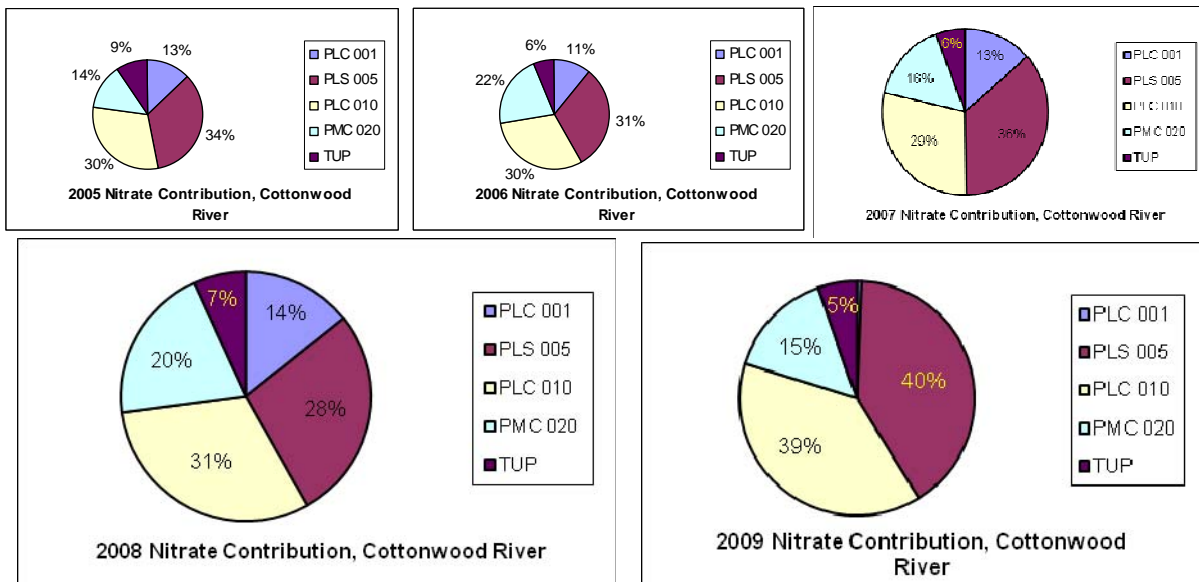 9%
13%
14%
34%
30%
PLC 001
PLS 005
PLC 010
PMC 020
TUP
2005 Nitrate Contribution, Cottonwood
River
6%
11%
22%
31%
30%
PLC 001
PLS 005
PLC 010
PMC 020
TUP
2006 Nitrate Contribution, Cottonwood
River
6%
13%
16%
36%
29%
PLC 001
PLS 005
PLC 010
PMC 020
TUP
2007 Nitrate Contribution, Cottonwood River
7%
14%
20%
28%
31%
PLC 001
PLS 005
PLC 010
PMC 020
TUP
2008 Nitrate Contribution, Cottonwood River
5%
15%
40%
39%
PLC 001
PLS 005
PLC 010
PMC 020
TUP
2009 Nitrate Contribution, Cottonwood
River